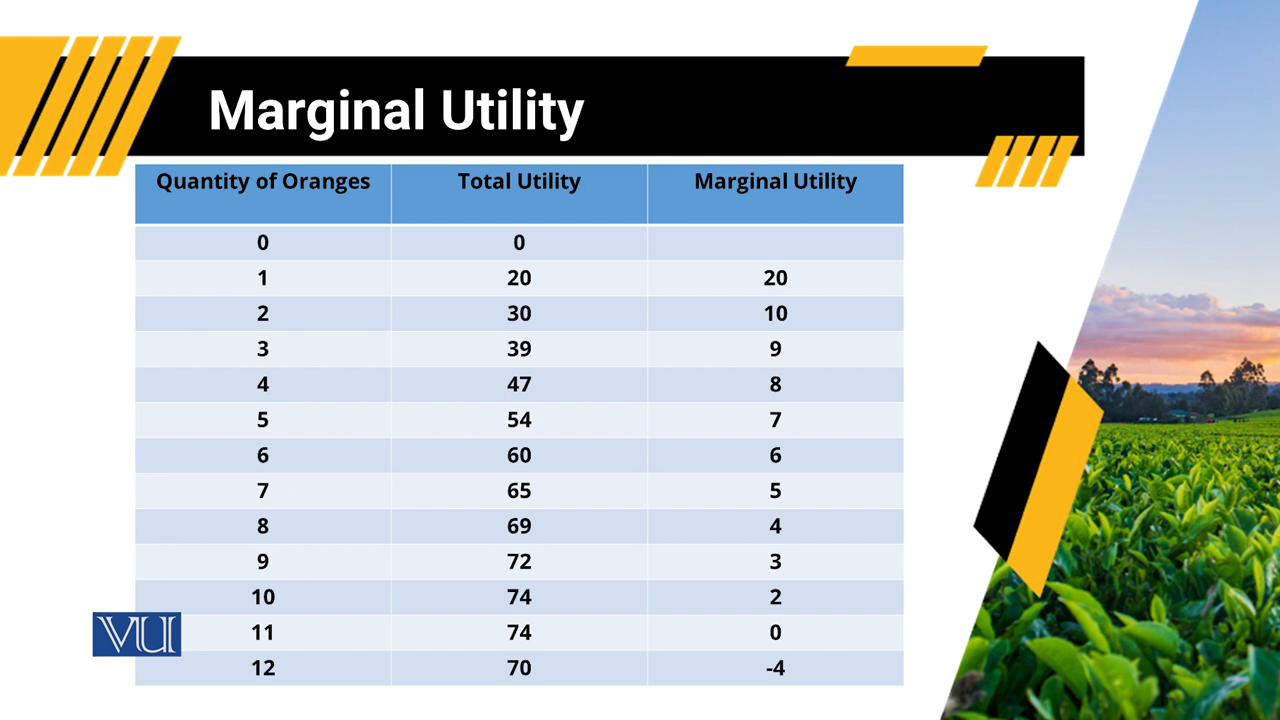 Marginal Utility
Quantity of Oranges Total Utility Marginal Utility
0 0
1 20 20
2 30 10
3 39 9
4 47 8
5 54 7
6 60 6
7 65 5
8 69 4
9 72 3
10 74 2
11 74 0
12 70 -4
VU